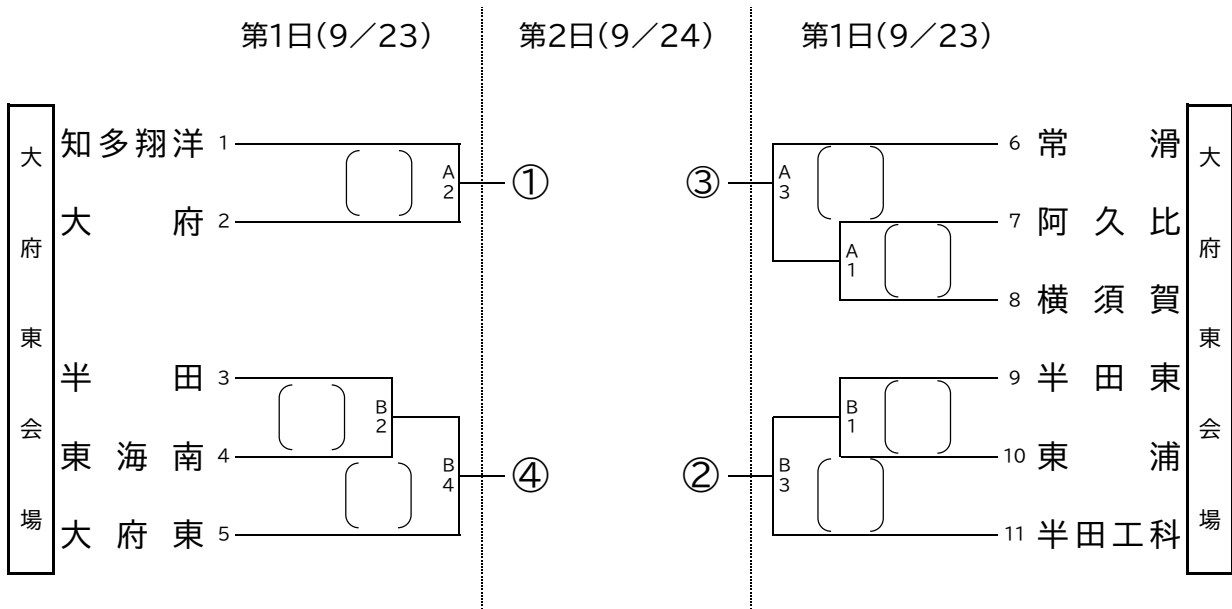 第1日(9／23)
第2日(9／24)
第1日(9／23)
大府東会場
知多翔洋 1
大府 2
A2
①
半田 3
東海南 4
大府東 5
B2
B4
④
③
A3
A1
6 常滑
7 阿久比
8 横須賀
②
B3
B1
9 半田東
10 東浦
11 半田工科
大府東会場